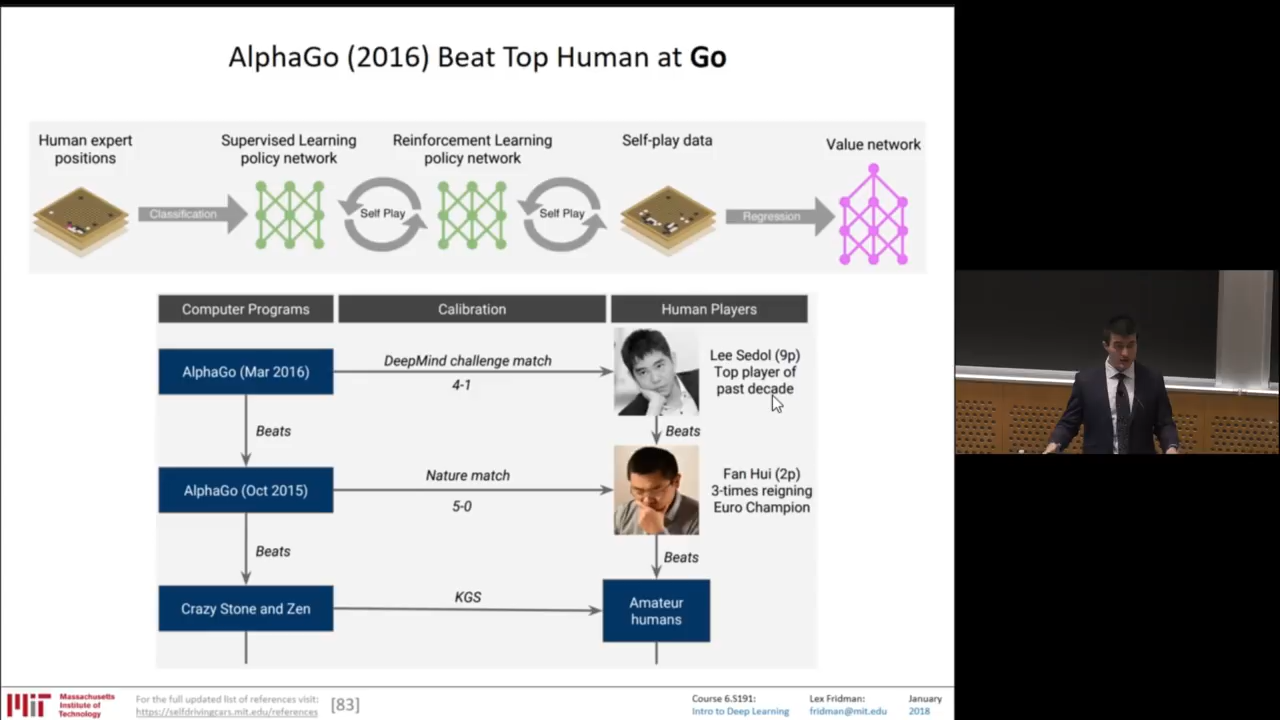 AlphaGo (2016) Beat Top Human at Go
Human expert
positions
Classification
Supervised Learning
policy network
Self Play
Reinforcement Learning
policy network
Self Play
Self-play data
Regression
Value network
Computer Programs
Calibration
Human Players
AlphaGo (Mar 2016)
DeepMind challenge match
4-1
Lee Sedol (9p)
Top player of
past decade
Beats
Beats
AlphaGo (Oct 2015)
Nature match
5-0
Fan Hui (2p)
3-times reigning
Euro Champion
Beats
Beats
Crazy Stone and Zen
KGS
Amateur
humans
Massachusetts
Institute of
Technology
For the full updated list of references visit:
https://selfdrivingcars.mit.edu/references
[83]
Course 6.S191:
Intro to Deep Learning
Lex Fridman:
fridman@mit.edu
January
2018